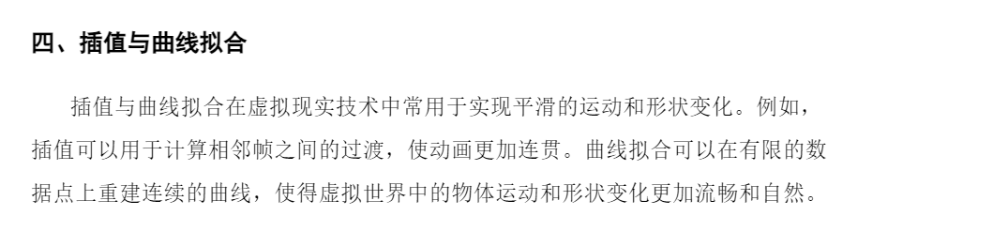 四、插值与曲线拟合
插值与曲线拟合在虚拟现实技术中常用于实现平滑的运动和形状变化。例如，
插值可以用于计算相邻帧之间的过渡，使动画更加连贯。曲线拟合可以在有限的数
据点上重建连续的曲线，使得虚拟世界中的物体运动和形状变化更加流畅和自然。